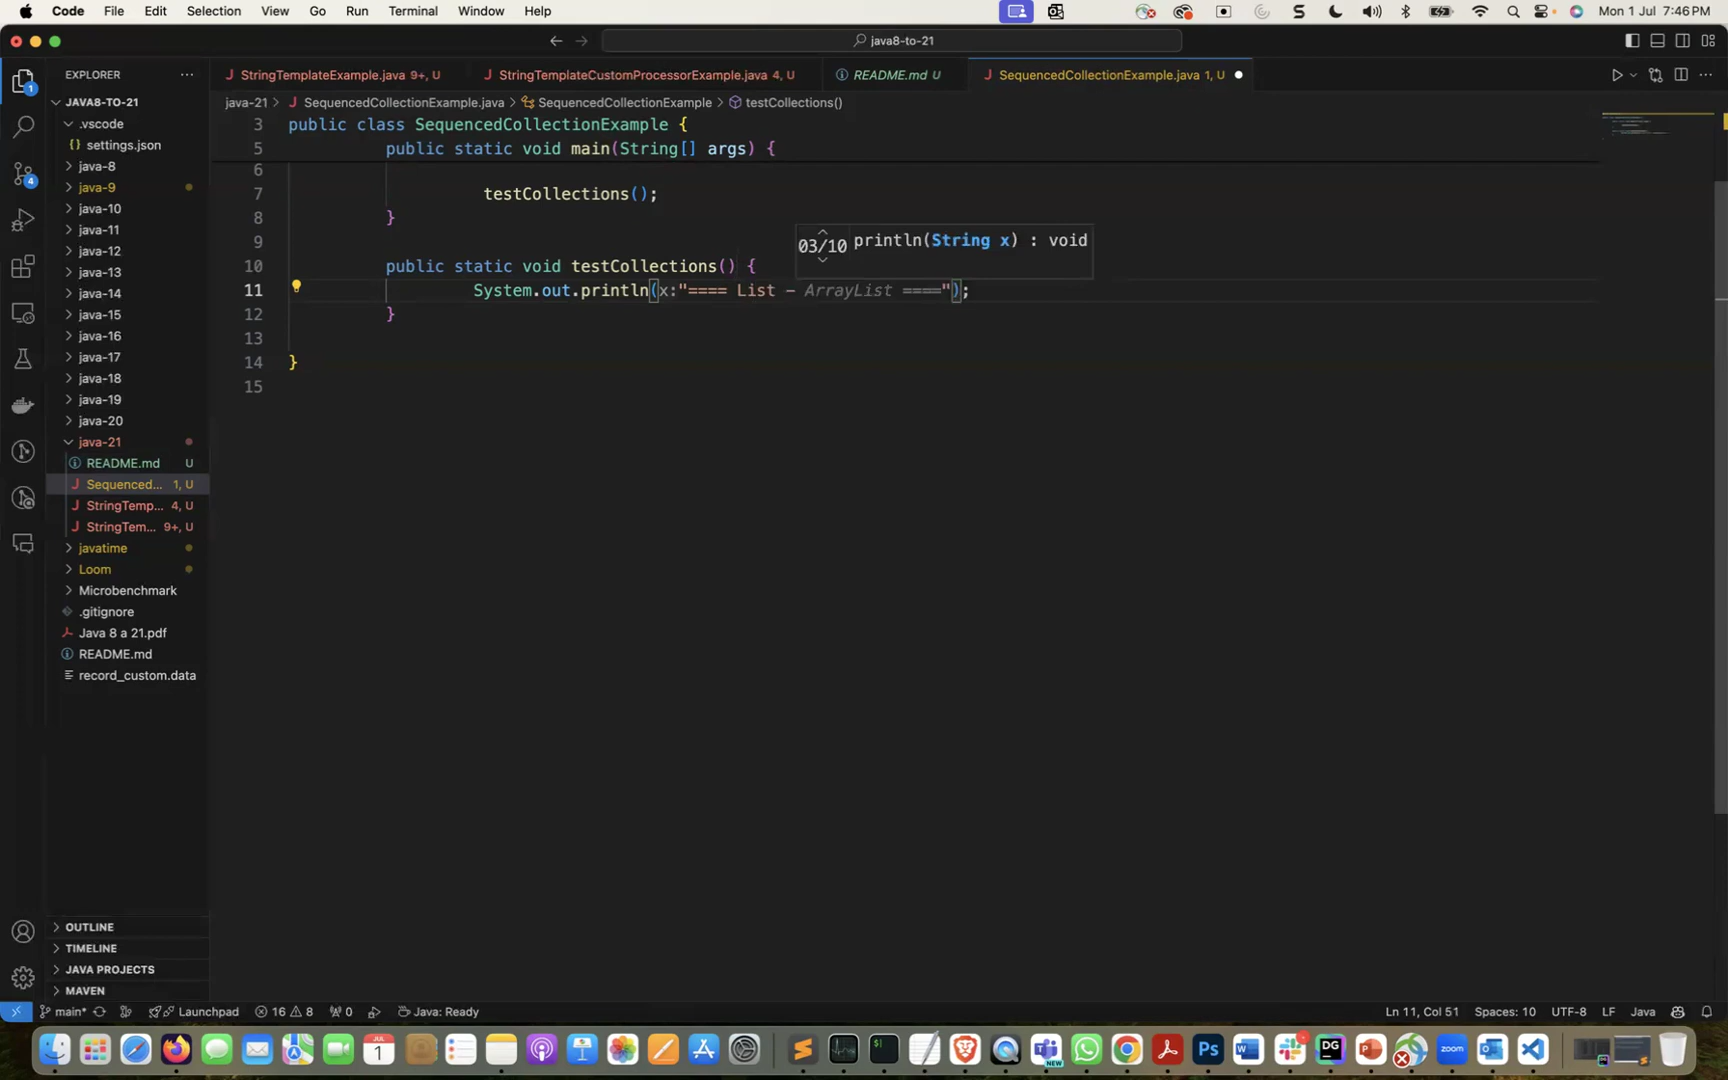 Code File Edit Selection View Go Run Terminal Window Help Mon 1 Jul 7:46 PM
java8-to-21
EXPLORER
StringTemplateExample.java 9+, U
StringTemplateCustomProcessorExample.java 4, U
README.md U
SequencedCollectionExample.java 1, U
JAVA8-TO-21
java-21 > SequencedCollectionExample.java > SequencedCollectionExample > testCollections()
.vscode
settings.json
java-8
java-9
java-10
java-11
java-12
java-13
java-14
java-15
java-16
java-17
java-18
java-19
java-20
java-21
README.md U
Sequenced... 1, U
StringTemp... 4, U
StringTem... 9+, U
javatime
Loom
Microbenchmark
.gitignore
Java 8 a 21.pdf
README.md
record_custom.data
OUTLINE
TIMELINE
JAVA PROJECTS
MAVEN
3 public class SequencedCollectionExample {
5 public static void main(String[] args) {
6
7 testCollections();
8 }
9
03/10 println(String x) : void
10 public static void testCollections() {
11 System.out.println(x:"==== List - ArrayList ====");
12 }
13
14 }
15
main* Launchpad 16 8 0 Java: Ready Ln 11, Col 51 Spaces: 10 UTF-8 LF Java